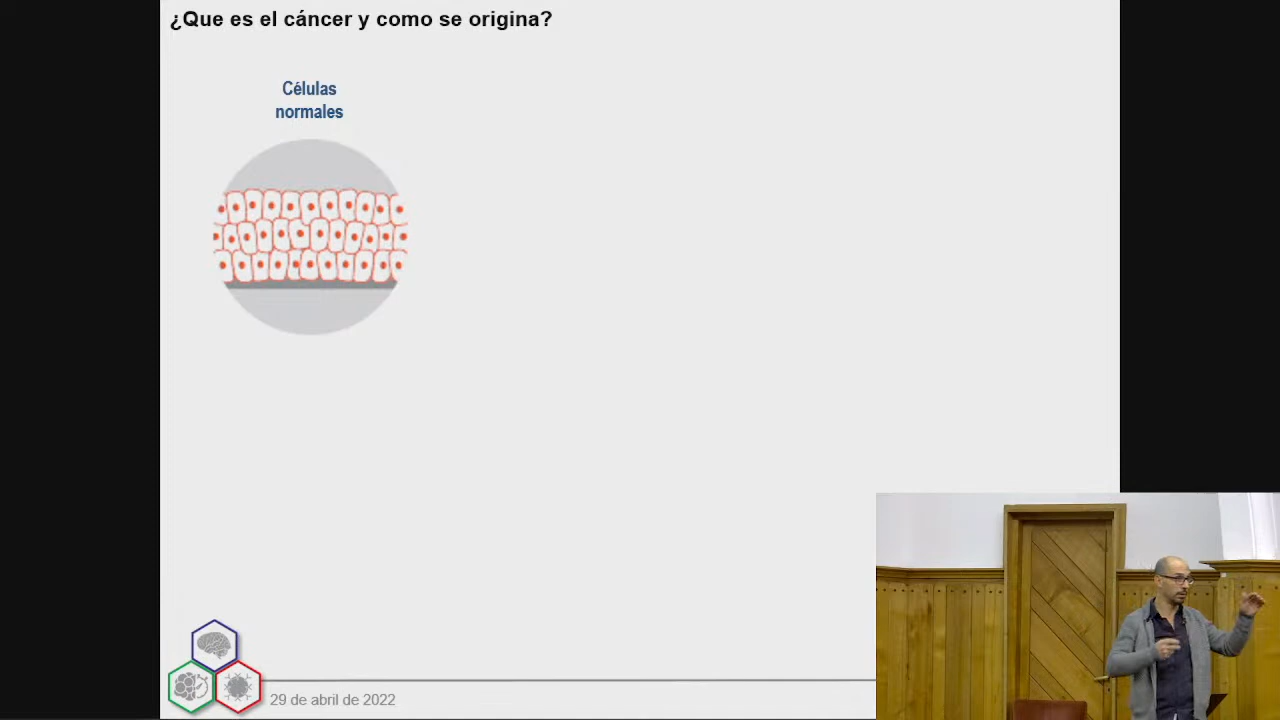 ¿Que es el cáncer y como se origina?
Células
normales
29 de abril de 2022